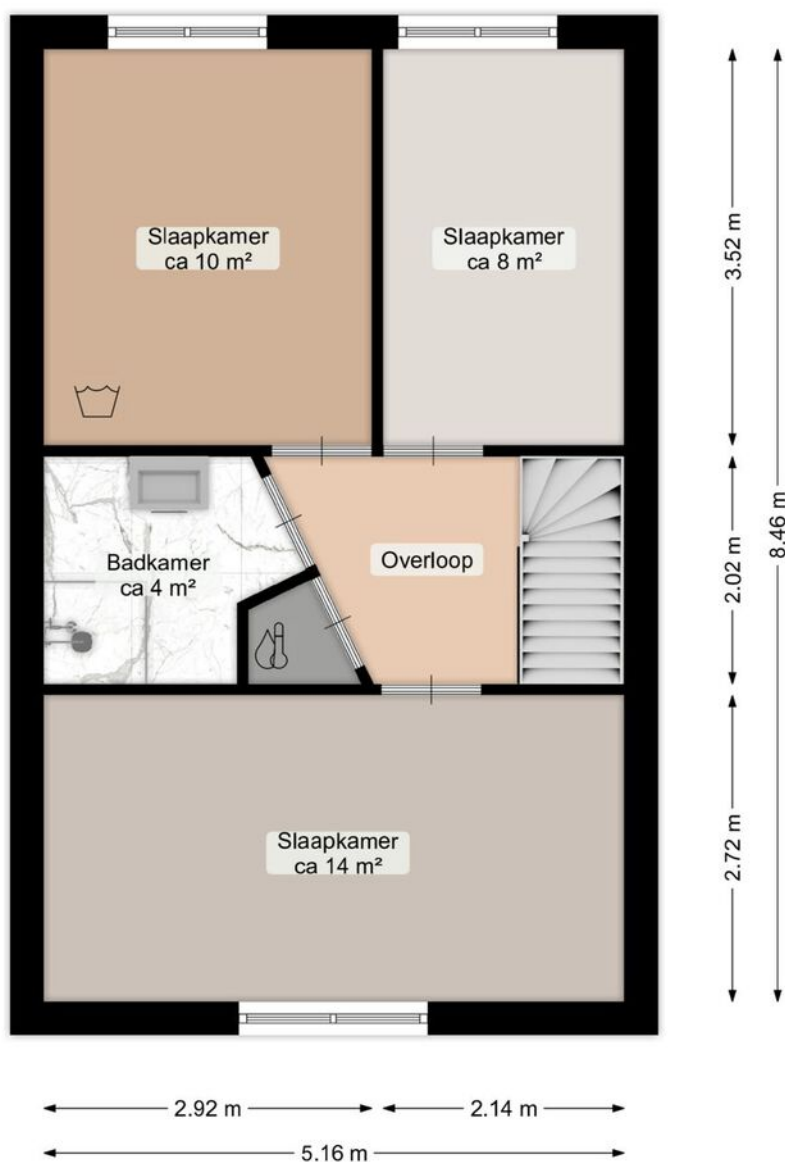 Slaapkamer
ca 10 m²
Slaapkamer
ca 8 m²
3.52 m
Badkamer
ca 4 m²
Overloop
2.02 m
8.46 m
Slaapkamer
ca 14 m²
2.72 m
2.92 m
2.14 m
5.16 m